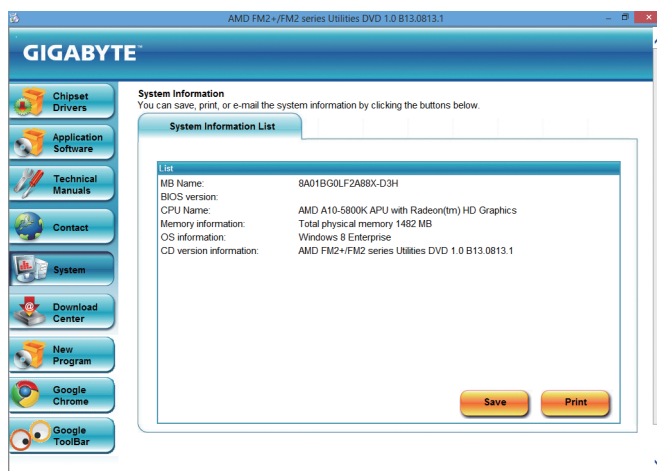 AMD FM2+/FM2 series Utilities DVD 1.0 B13.0813.1
GIGABYTE™
Chipset
Drivers
Application
Software
Technical
Manuals
Contact
System
Download
Center
New
Program
Google
Chrome
Google
ToolBar
System Information
You can save, print, or e-mail the system information by clicking the buttons below.
System Information List
List
MB Name: 8A01BG0LF2A88X-D3H
BIOS version:
CPU Name: AMD A10-5800K APU with Radeon(tm) HD Graphics
Memory information: Total physical memory 1482 MB
OS information: Windows 8 Enterprise
CD version information: AMD FM2+/FM2 series Utilities DVD 1.0 B13.0813.1
Save Print